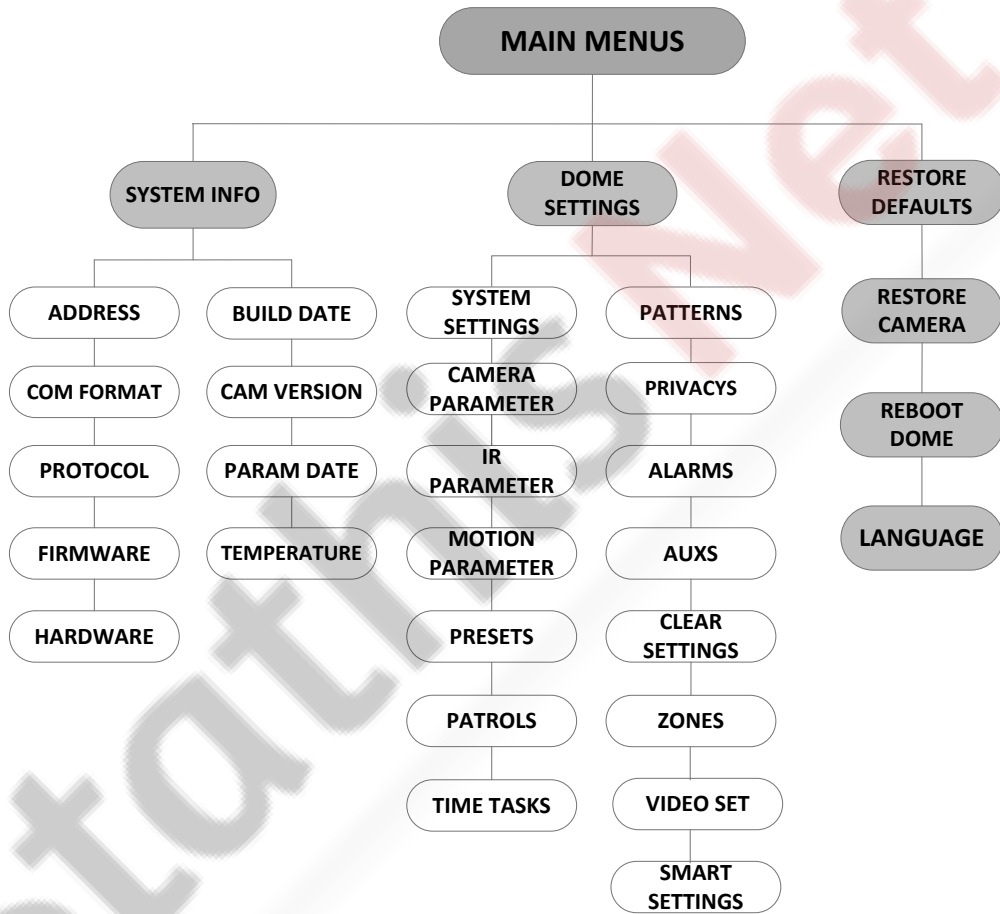 MAIN MENUS
SYSTEM INFO
ADDRESS
COM FORMAT
PROTOCOL
FIRMWARE
HARDWARE
BUILD DATE
CAM VERSION
PARAM DATE
TEMPERATURE
DOME
SETTINGS
SYSTEM
SETTINGS
CAMERA
PARAMETER
IR
PARAMETER
MOTION
PARAMETER
PRESETS
PATROLS
TIME TASKS
PATTERNS
PRIVACYS
ALARMS
AUXS
CLEAR
SETTINGS
ZONES
VIDEO SET
SMART
SETTINGS
RESTORE
DEFAULTS
RESTORE
CAMERA
REBOOT
DOME
LANGUAGE